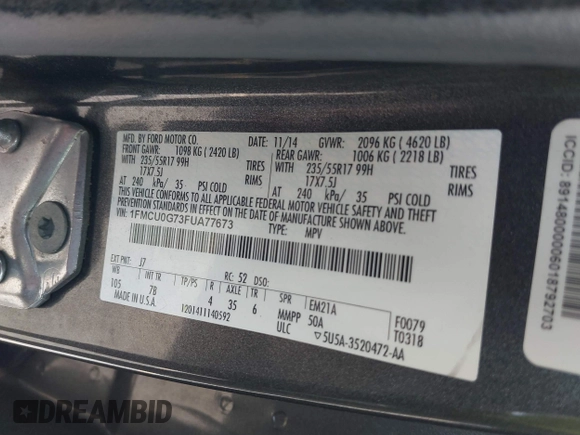 MFD. BY FORD MOTOR CO.
DATE: 11/14 GVWR: 2096 KG ( 4620 LB)
FRONT GAWR: 1098 KG ( 2420 LB)
REAR GAWR: 1006 KG ( 2218 LB)
WITH 235/55R17 99H TIRES
WITH 235/55R17 99H TIRES
17X7.5J RIMS
17X7.5J RIMS
AT 240 kPa/ 35 PSI COLD
AT 240 kPa/ 35 PSI COLD
THIS VEHICLE CONFORMS TO ALL APPLICABLE FEDERAL MOTOR VEHICLE SAFETY
AND THEFT PREVENTION STANDARDS IN EFFECT ON THE DATE OF MANUFACTURE SHOWN ABOVE.
VIN: 1FMCU0G73FUA77673
TYPE: MPV
EXT PNT: J7 RC: 52 DSO:
WB INT TR TP/PS R AXLE TR SPR EM21A F0079
105 7B 4 35 6 MMPP 50A T0318
MADE IN U.S.A. ULC
1201411140592 5U5A-3520472-AA
ICCID: 89148000006018792703
DREAMBID